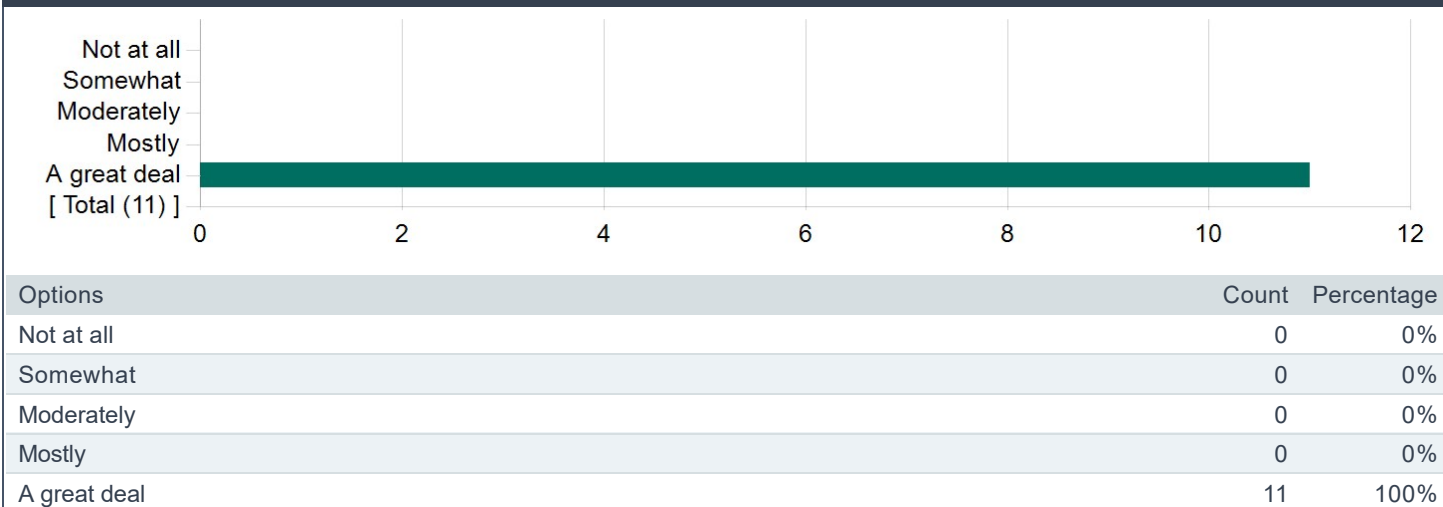 Not at all
Somewhat
Moderately
Mostly
A great deal
[ Total (11) ]
0 2 4 6 8 10 12
Options Count Percentage
Not at all 0 0%
Somewhat 0 0%
Moderately 0 0%
Mostly 0 0%
A great deal 11 100%